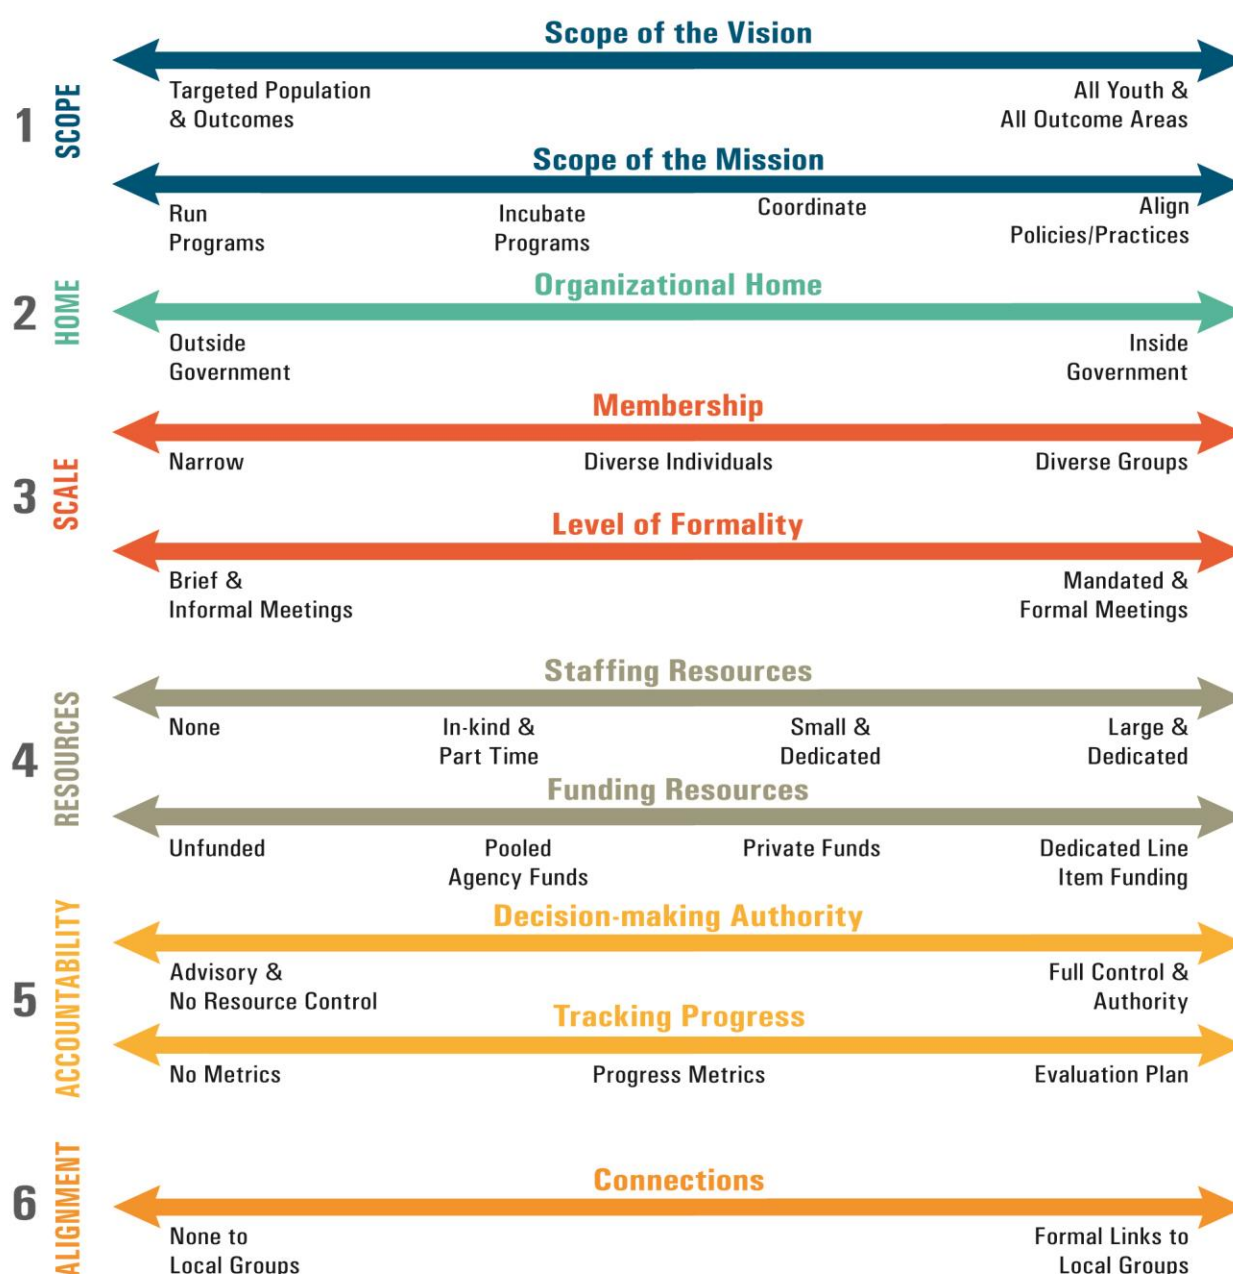 1
SCOPE
Scope of the Vision
Targeted Population
& Outcomes
All Youth &
All Outcome Areas
Scope of the Mission
Run
Programs
Incubate
Programs
Coordinate
Align
Policies/Practices
2
HOME
Organizational Home
Outside
Government
Inside
Government
3
SCALE
Membership
Narrow
Diverse Individuals
Diverse Groups
Level of Formality
Brief &
Informal Meetings
Mandated &
Formal Meetings
4
RESOURCES
Staffing Resources
None
In-kind &
Part Time
Small &
Dedicated
Large &
Dedicated
Funding Resources
Unfunded
Pooled
Agency Funds
Private Funds
Dedicated Line
Item Funding
5
ACCOUNTABILITY
Decision-making Authority
Advisory &
No Resource Control
Full Control &
Authority
Tracking Progress
No Metrics
Progress Metrics
Evaluation Plan
6
ALIGNMENT
Connections
None to
Local Groups
Formal Links to
Local Groups